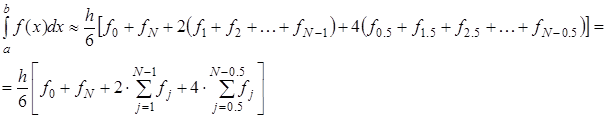 ∫_a^b f(x)dx ≈ h/6 [f_0 + f_N + 2(f_1 + f_2 + ... + f_{N−1}) + 4(f_{0.5} + f_{1.5} + f_{2.5} + ... + f_{N−0.5})] =
= h/6 [f_0 + f_N + 2·∑_{j=1}^{N−1} f_j + 4·∑_{j=0.5}^{N−0.5} f_j]